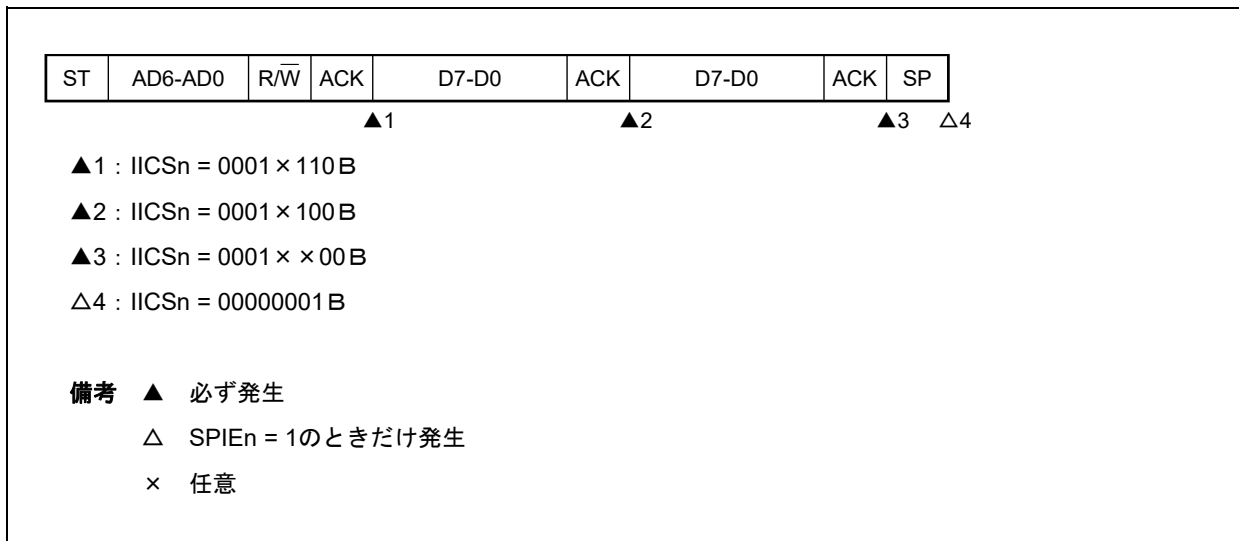 ST AD6-AD0 R/W̅ ACK D7-D0 ACK D7-D0 ACK SP
▲1 ▲2 ▲3 △4
▲1：IICSn = 0001×110B
▲2：IICSn = 0001×100B
▲3：IICSn = 0001××00B
△4：IICSn = 00000001B
備考 ▲ 必ず発生
△ SPIEn = 1のときだけ発生
× 任意